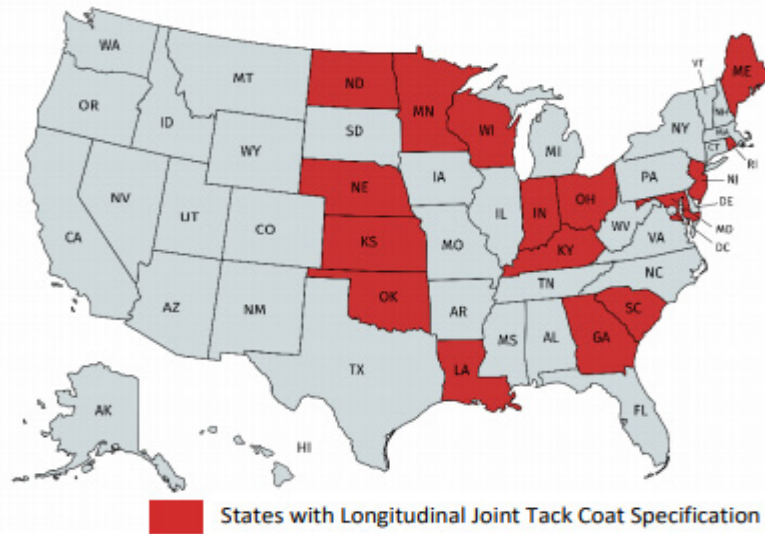 WA
MT
ND
MN
ME
VT
OR
ID
SD
WI
NH
NY
MA
WY
MI
CT
RI
IA
PA
NJ
NE
NV
IL
IN
OH
DE
UT
CO
WV
MD
CA
KS
MO
VA
DC
KY
NC
TN
OK
AZ
NM
AR
SC
MS
AL
GA
TX
LA
AK
FL
HI
States with Longitudinal Joint Tack Coat Specification